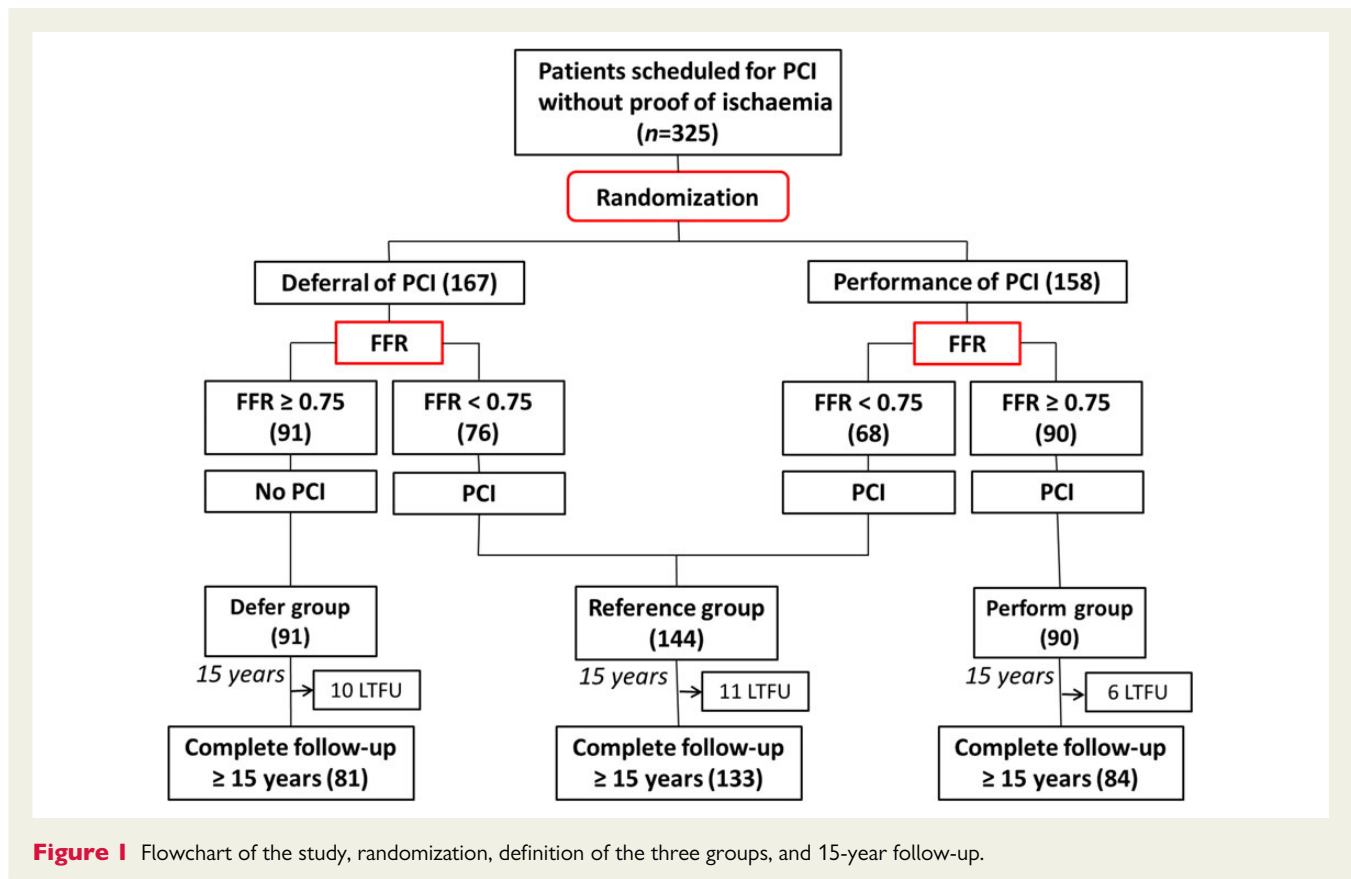 Patients scheduled for PCI
without proof of ischaemia
(n=325)
Randomization
Deferral of PCI (167)
Performance of PCI (158)
FFR
FFR
FFR ≥ 0.75
(91)
FFR < 0.75
(76)
FFR < 0.75
(68)
FFR ≥ 0.75
(90)
No PCI
PCI
PCI
PCI
Defer group
(91)
Reference group
(144)
Perform group
(90)
15 years
10 LTFU
15 years
11 LTFU
15 years
6 LTFU
Complete follow-up
≥ 15 years (81)
Complete follow-up
≥ 15 years (133)
Complete follow-up
≥ 15 years (84)
Figure 1 Flowchart of the study, randomization, definition of the three groups, and 15-year follow-up.